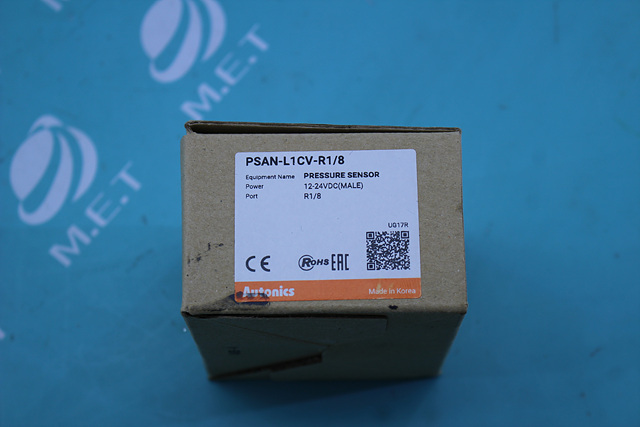 M.E.T
M.E.T
PSAN-L1CV-R1/8
Equipment Name PRESSURE SENSOR
Power 12-24VDC(MALE)
Port R1/8
UG17R
CE RoHS EAC
Autonics Made in Korea